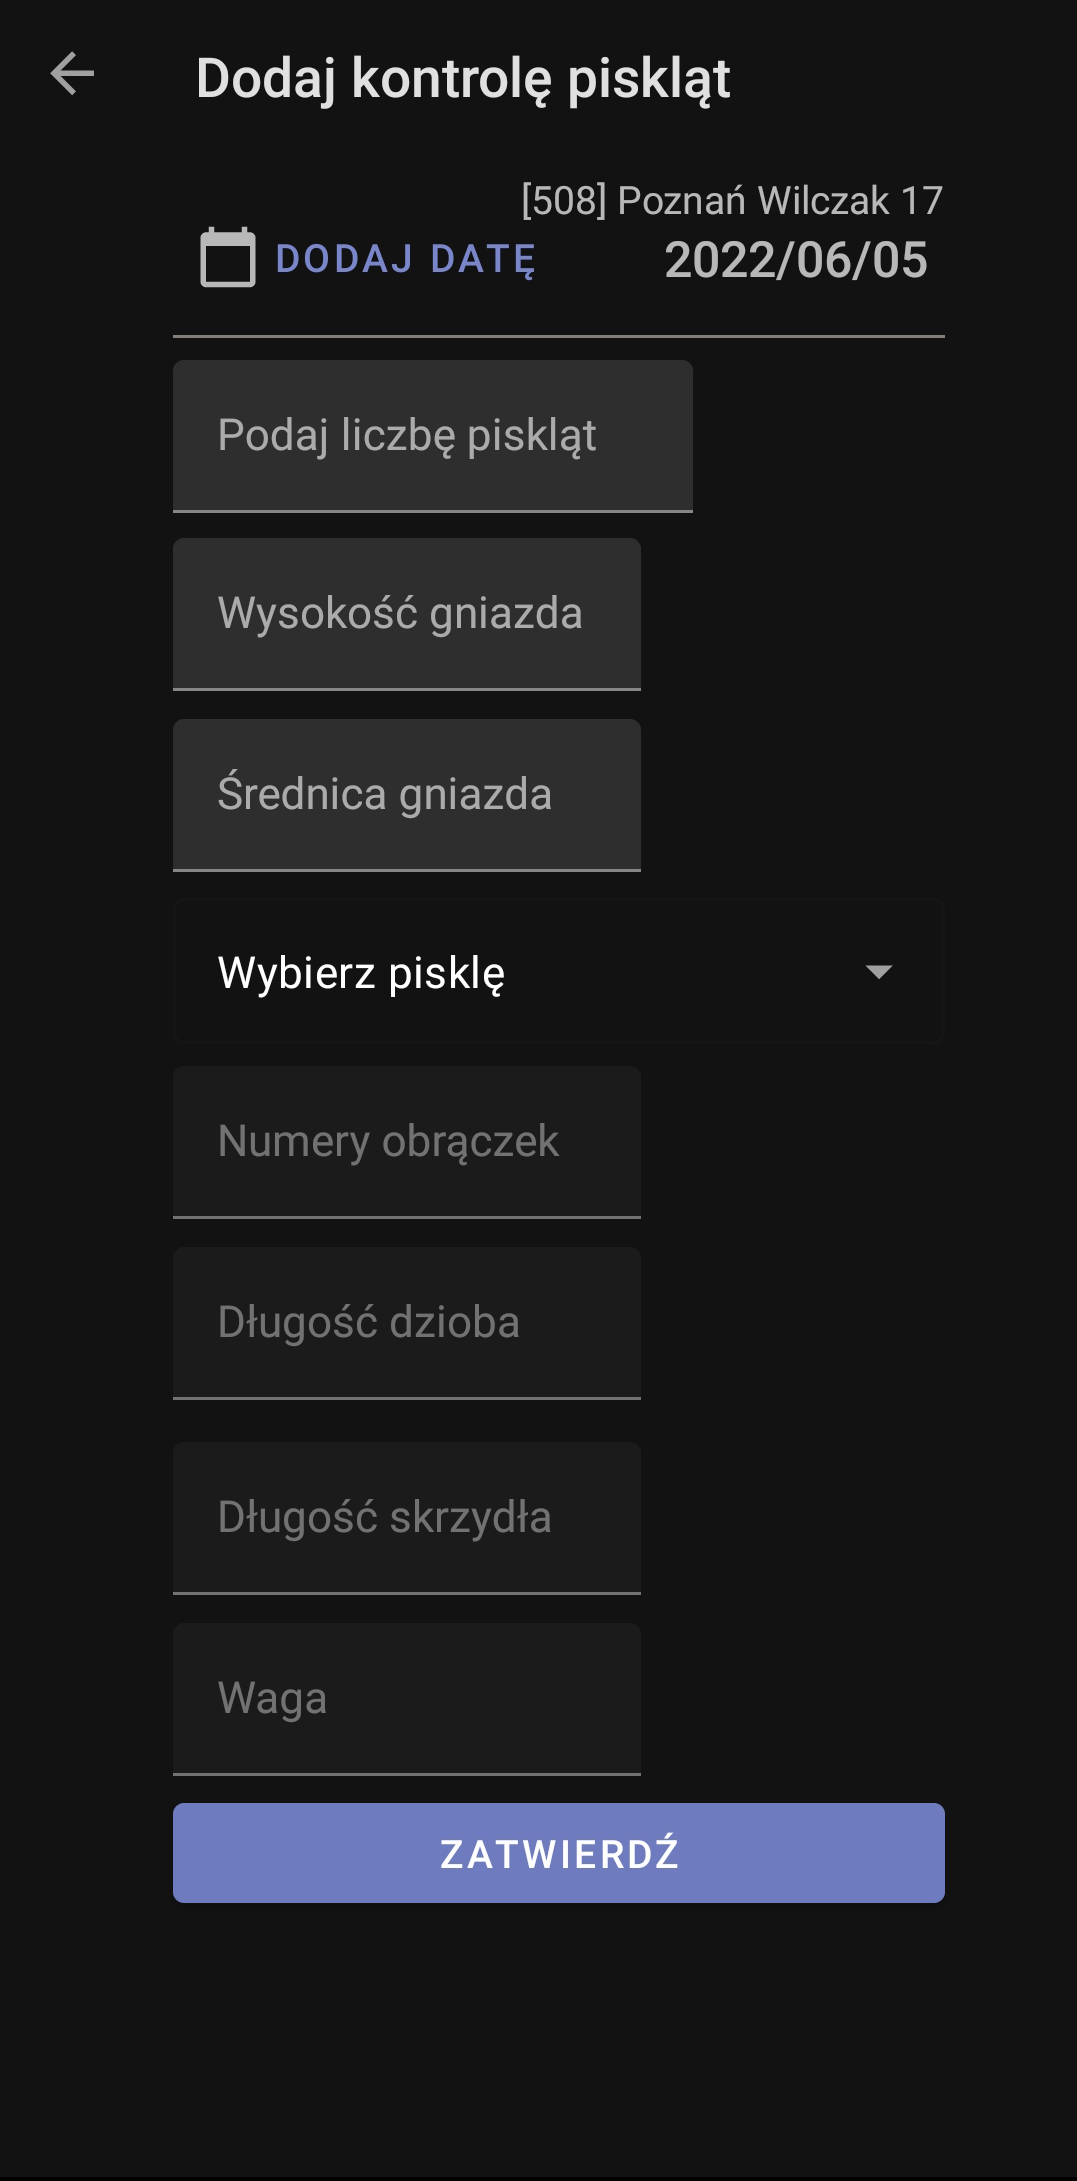 Dodaj kontrolę piskląt
[508] Poznań Wilczak 17
DODAJ DATĘ 2022/06/05
Podaj liczbę piskląt
Wysokość gniazda
Średnica gniazda
Wybierz pisklę
Numery obrączek
Długość dzioba
Długość skrzydła
Waga
ZATWIERDŹ